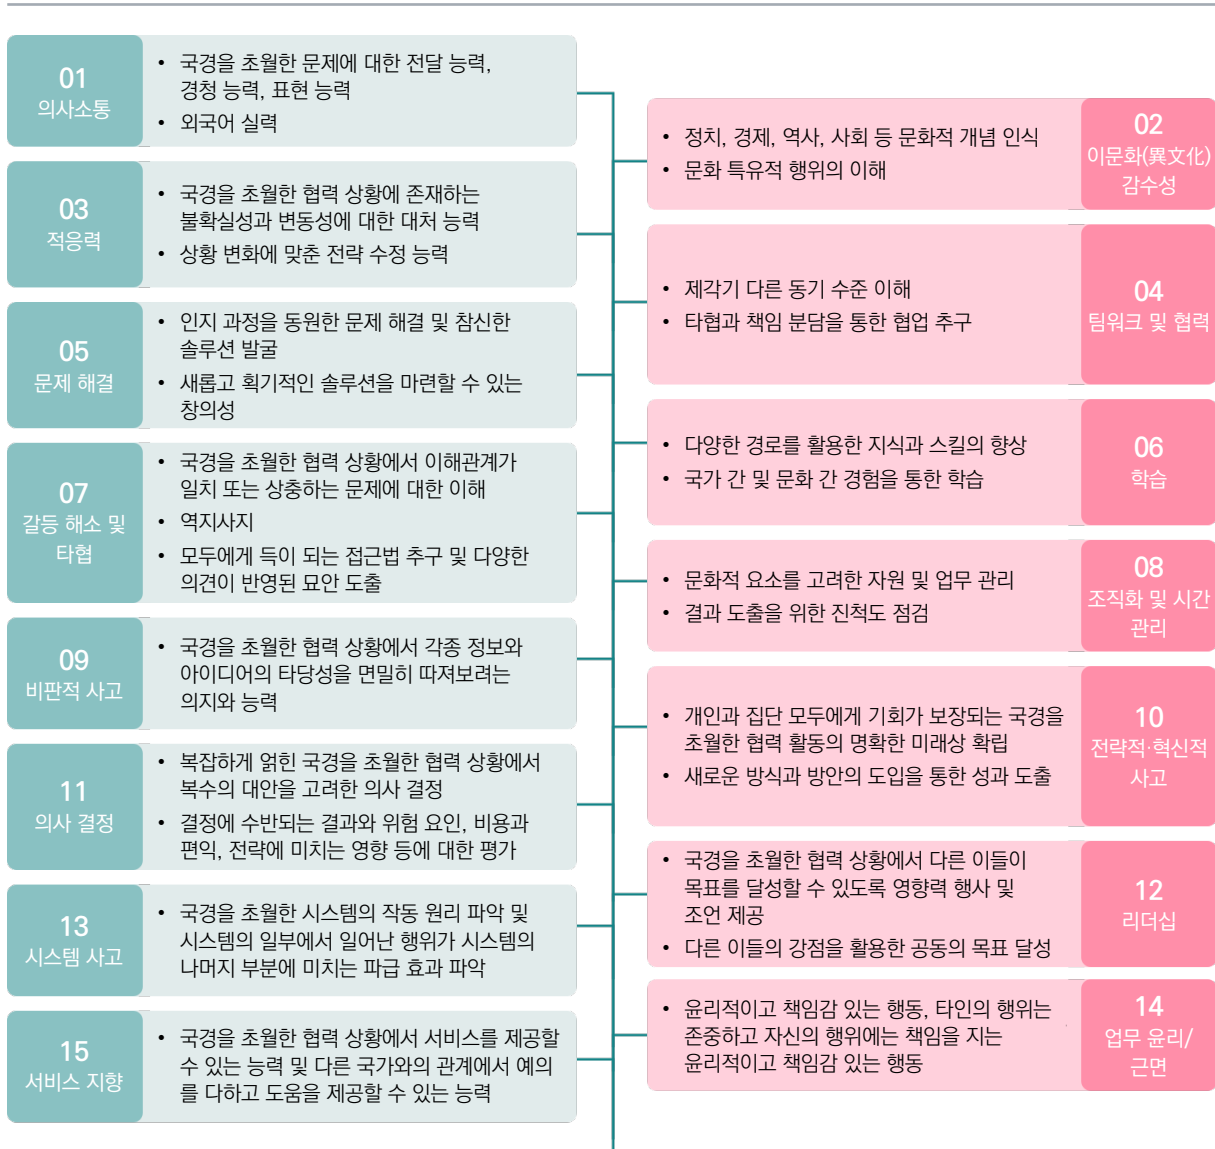 01
의사소통
• 국경을 초월한 문제에 대한 전달 능력,
경청 능력, 표현 능력
• 외국어 실력
02
이문화(異文化)
감수성
• 정치, 경제, 역사, 사회 등 문화적 개념 인식
• 문화 특유적 행위의 이해
03
적응력
• 국경을 초월한 협력 상황에 존재하는
불확실성과 변동성에 대한 대처 능력
• 상황 변화에 맞춘 전략 수정 능력
04
팀워크 및 협력
• 제각기 다른 동기 수준 이해
• 타협과 책임 분담을 통한 협업 추구
05
문제 해결
• 인지 과정을 동원한 문제 해결 및 참신한
솔루션 발굴
• 새롭고 획기적인 솔루션을 마련할 수 있는
창의성
06
학습
• 다양한 경로를 활용한 지식과 스킬의 향상
• 국가 간 및 문화 간 경험을 통한 학습
07
갈등 해소 및
타협
• 국경을 초월한 협력 상황에서 이해관계가
일치 또는 상충하는 문제에 대한 이해
• 역지사지
• 모두에게 득이 되는 접근법 추구 및 다양한
의견이 반영된 묘안 도출
08
조직화 및 시간
관리
• 문화적 요소를 고려한 자원 및 업무 관리
• 결과 도출을 위한 진척도 점검
09
비판적 사고
• 국경을 초월한 협력 상황에서 각종 정보와
아이디어의 타당성을 면밀히 따져보려는
의지와 능력
10
전략적·혁신적
사고
• 개인과 집단 모두에게 기회가 보장되는 국경을
초월한 협력 활동의 명확한 미래상 확립
• 새로운 방식과 방안의 도입을 통한 성과 도출
11
의사 결정
• 복잡하게 얽힌 국경을 초월한 협력 상황에서
복수의 대안을 고려한 의사 결정
• 결정에 수반되는 결과와 위험 요인, 비용과
편익, 전략에 미치는 영향 등에 대한 평가
12
리더십
• 국경을 초월한 협력 상황에서 다른 이들이
목표를 달성할 수 있도록 영향력 행사 및
조언 제공
• 다른 이들의 강점을 활용한 공동의 목표 달성
13
시스템 사고
• 국경을 초월한 시스템의 작동 원리 파악 및
시스템의 일부에서 일어난 행위가 시스템의
나머지 부분에 미치는 파급 효과 파악
14
업무 윤리/
근면
• 윤리적이고 책임감 있는 행동, 타인의 행위는
존중하고 자신의 행위에는 책임을 지는
윤리적이고 책임감 있는 행동
15
서비스 지향
• 국경을 초월한 협력 상황에서 서비스를 제공할
수 있는 능력 및 다른 국가와의 관계에서 예의
를 다하고 도움을 제공할 수 있는 능력